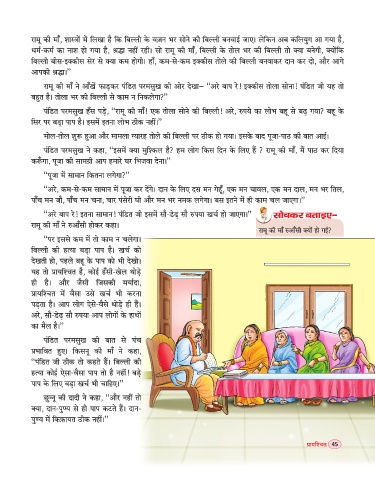 रामू की माँ, शास्त्रों में लिखा है कि बिल्ली के वजन भर सोने की बिल्ली बनवाई जाए। लेकिन अब कलियुग आ गया है,
धर्म-कर्म का नाश हो गया है, श्रद्धा नहीं रही। सो रामू की माँ, बिल्ली के तोल भर की बिल्ली तो क्या बनेगी, क्योंकि
बिल्ली बीस-इक्कीस सेर से क्या कम होगी। हाँ, कम-से-कम इक्कीस तोले की बिल्ली बनवाकर दान कर दो, और आगे
आपकी श्रद्धा।”
रामू की माँ ने आँखें फाड़कर पंडित परमसुख की ओर देखा– “अरे बाप रे! इक्कीस तोला सोना! पंडित जी यह तो
बहुत है। तोला भर की बिल्ली से काम न निकलेगा?”
पंडित परमसुख हँस पड़े, “रामू की माँ! एक तोला सोने की बिल्ली! अरे, रुपये का लोभ बहू से बढ़ गया? बहू के
सिर पर बड़ा पाप है। इसमें इतना लोभ ठीक नहीं।”
मोल-तोल शुरू हुआ और मामला ग्यारह तोले की बिल्ली पर ठीक हो गया। इसके बाद पूजा-पाठ की बात आई।
पंडित परमसुख ने कहा, “इसमें क्या मुश्किल है? हम लोग किस दिन के लिए हैं ? रामू की माँ, मैं पाठ कर दिया
करूँगा, पूजा की सामग्री आप हमारे घर भिजवा देना।”
“पूजा में सामान कितना लगेगा?”
“अरे, कम-से-कम सामान में पूजा कर देंगे। दान के लिए दस मन गेहूँ, एक मन चावल, एक मन दाल, मन भर तिल,
पाँच मन जौ, पाँच मन चना, चार पंसेरी घी और मन भर नमक लगेगा। बस इतने में ही काम चल जाएगा।”
“अरे बाप रे! इतना सामान! पंडित जी इसमें सौ-डेढ़ सौ रुपया खर्च हो जाएगा।”
रामू की माँ ने रुआँसी होकर कहा।
सोचकर बताइए–
रामू की माँ रुआँसी क्यों हो गई?
“पर इससे कम में तो काम न चलेगा।
बिल्ली की हत्या बड़ा पाप है। खर्च को
देखती हो, पहले बहू के पाप को भी देखो।
यह तो प्रायश्चित है, कोई हँसी-खेल थोड़े
ही है। और जैसी जिसकी मर्यादा,
प्रायश्चित में वैसा उसे खर्च भी करना
पड़ता है। आप लोग ऐसे-वैसे थोड़े ही हैं।
अरे, सौ-डेढ़ सौ रुपया आप लोगों के हाथों
का मैल है।”
पंडित परमसुख की बात से पंच
प्रभावित हुए। किसनू की माँ ने कहा,
“पंडित जी ठीक तो कहते हैं। बिल्ली की
हत्या कोई ऐसा-वैसा पाप तो है नहीं! बड़े
पाप के लिए बड़ा खर्च भी चाहिए।”
छुन्नू की दादी ने कहा, “और नहीं तो
क्या, दान-पुण्य से ही पाप कटते हैं। दान-
पुण्य में किफ़ायत ठीक नहीं।”
प्रायश्चित 45